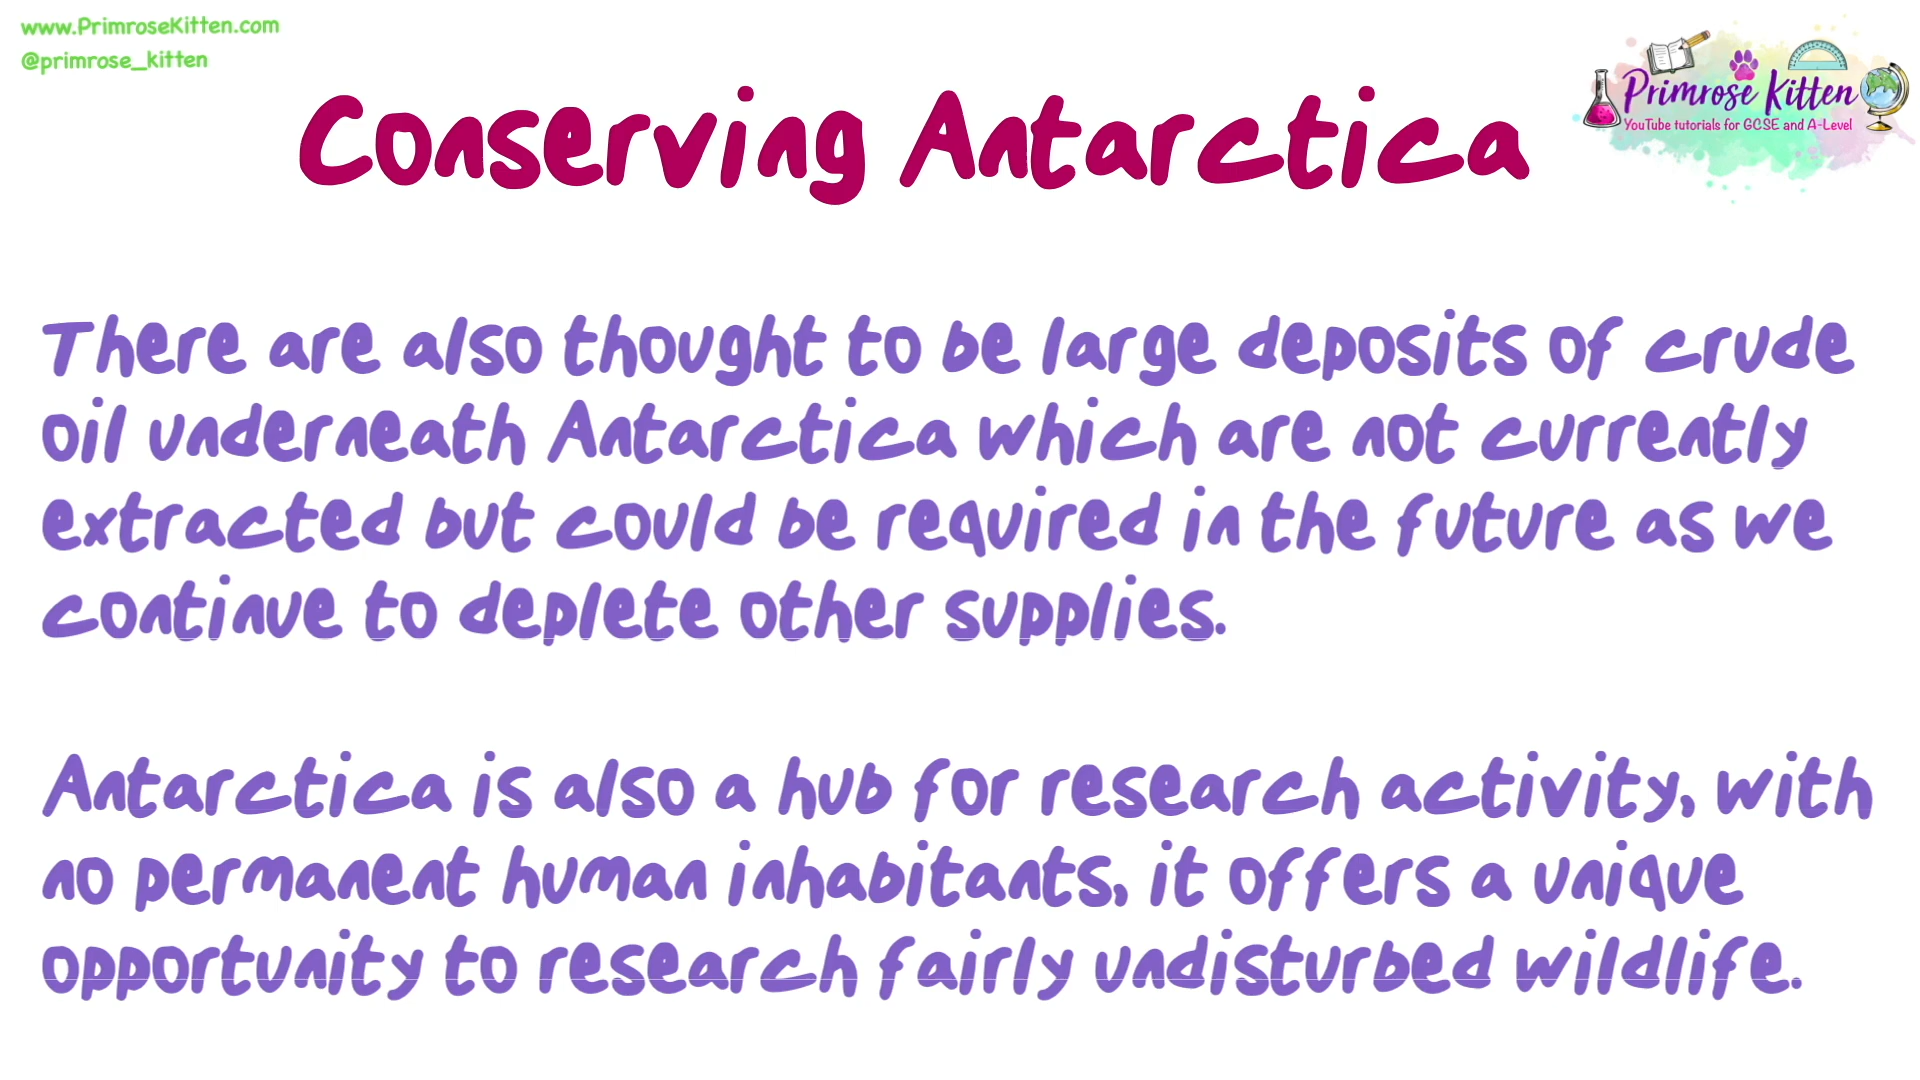 www.PrimroseKitten.com
@primrose_kitten
Primrose Kitten
YouTube tutorials for GCSE and A-Level
Conserving Antarctica
There are also thought to be large deposits of crude
oil underneath Antarctica which are not currently
extracted but could be required in the future as we
continue to deplete other supplies.
Antarctica is also a hub for research activity, with
no permanent human inhabitants, it offers a unique
opportunity to research fairly undisturbed wildlife.